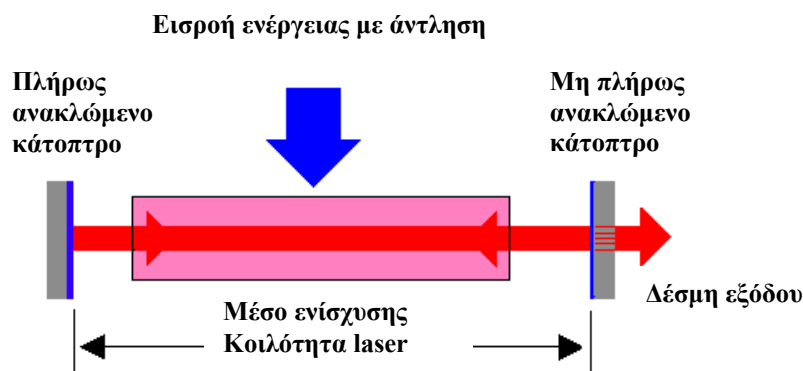 Εισροή ενέργειας με άντληση
Πλήρως
ανακλώμενο
κάτοπτρο
Μη πλήρως
ανακλώμενο
κάτοπτρο
Δέσμη εξόδου
Μέσο ενίσχυσης
Κοιλότητα laser